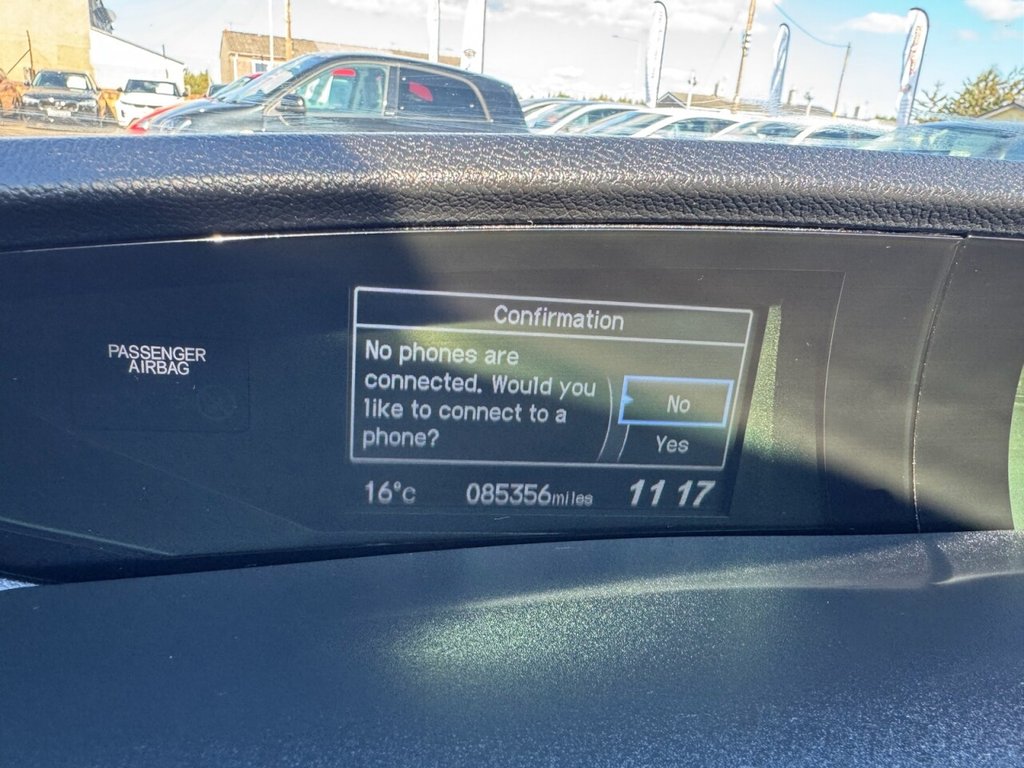 PASSENGER
AIRBAG
Confirmation
No phones are
connected. Would you
like to connect to a
phone?
No
Yes
16°c
085356miles
11 17